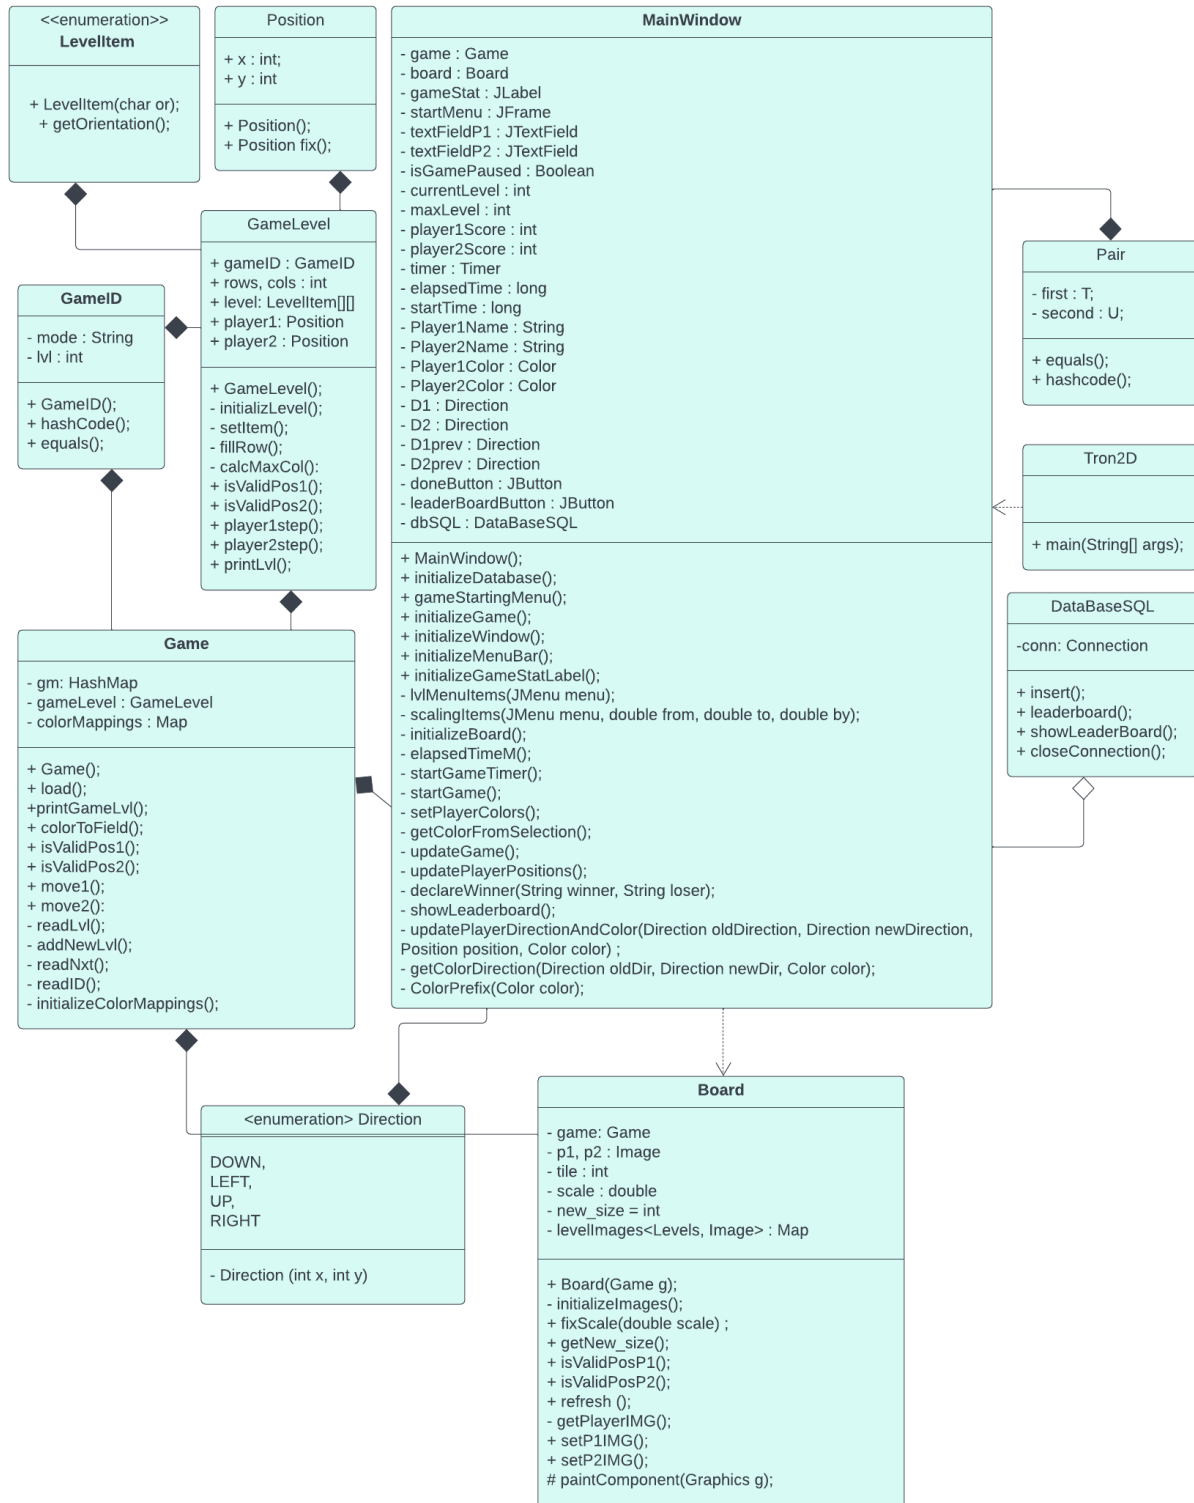 <<enumeration>>
LevelItem
+ LevelItem(char or);
+ getOrientation();
Position
+ x : int;
+ y : int
+ Position();
+ Position fix();
MainWindow
- game : Game
- board : Board
- gameStat : JLabel
- startMenu : JFrame
- textFieldP1 : JTextField
- textFieldP2 : JTextField
- isGamePaused : Boolean
- currentLevel : int
- maxLevel : int
- player1Score : int
- player2Score : int
- timer : Timer
- elapsedTime : long
- startTime : long
- Player1Name : String
- Player2Name : String
- Player1Color : Color
- Player2Color : Color
- D1 : Direction
- D2 : Direction
- D1prev : Direction
- D2prev : Direction
- doneButton : JButton
- leaderBoardButton : JButton
- dbSQL : DataBaseSQL
+ MainWindow();
+ initializeDatabase();
+ gameStartingMenu();
+ initializeGame();
+ initializeWindow();
+ initializeMenuBar();
+ initializeGameStatLabel();
- lvlMenuItems(JMenu menu);
- scalingItems(JMenu menu, double from, double to, double by);
- initializeBoard();
- elapsedTimeM();
- startGameTimer();
- startGame();
- setPlayerColors();
- getColorFromSelection();
- updateGame();
- updatePlayerPositions();
- declareWinner(String winner, String loser);
- showLeaderboard();
- updatePlayerDirectionAndColor(Direction oldDirection, Direction newDirection,
Position position, Color color) ;
- getColorDirection(Direction oldDir, Direction newDir, Color color);
- ColorPrefix(Color color);
GameLevel
+ gameID : GameID
+ rows, cols : int
+ level: LevelItem[][]
+ player1: Position
+ player2 : Position
+ GameLevel();
- initializLevel();
- setItem();
- fillRow();
- calcMaxCol():
+ isValidPos1();
+ isValidPos2();
+ player1step();
+ player2step();
+ printLvl();
GameID
- mode : String
- lvl : int
+ GameID();
+ hashCode();
+ equals();
Pair
- first : T;
- second : U;
+ equals();
+ hashcode();
Tron2D
+ main(String[] args);
DataBaseSQL
-conn: Connection
+ insert();
+ leaderboard();
+ showLeaderBoard();
+ closeConnection();
Game
- gm: HashMap
- gameLevel : GameLevel
- colorMappings : Map
+ Game();
+ load();
+printGameLvl();
+ colorToField();
+ isValidPos1();
+ isValidPos2();
+ move1();
+ move2():
- readLvl();
- addNewLvl();
- readNxt();
- readID();
- initializeColorMappings();
<enumeration> Direction
DOWN,
LEFT,
UP,
RIGHT
- Direction (int x, int y)
Board
- game: Game
- p1, p2 : Image
- tile : int
- scale : double
- new_size = int
- levelImages<Levels, Image> : Map
+ Board(Game g);
- initializeImages();
+ fixScale(double scale) ;
+ getNew_size();
+ isValidPosP1();
+ isValidPosP2();
+ refresh ();
- getPlayerIMG();
+ setP1IMG();
+ setP2IMG();
# paintComponent(Graphics g);